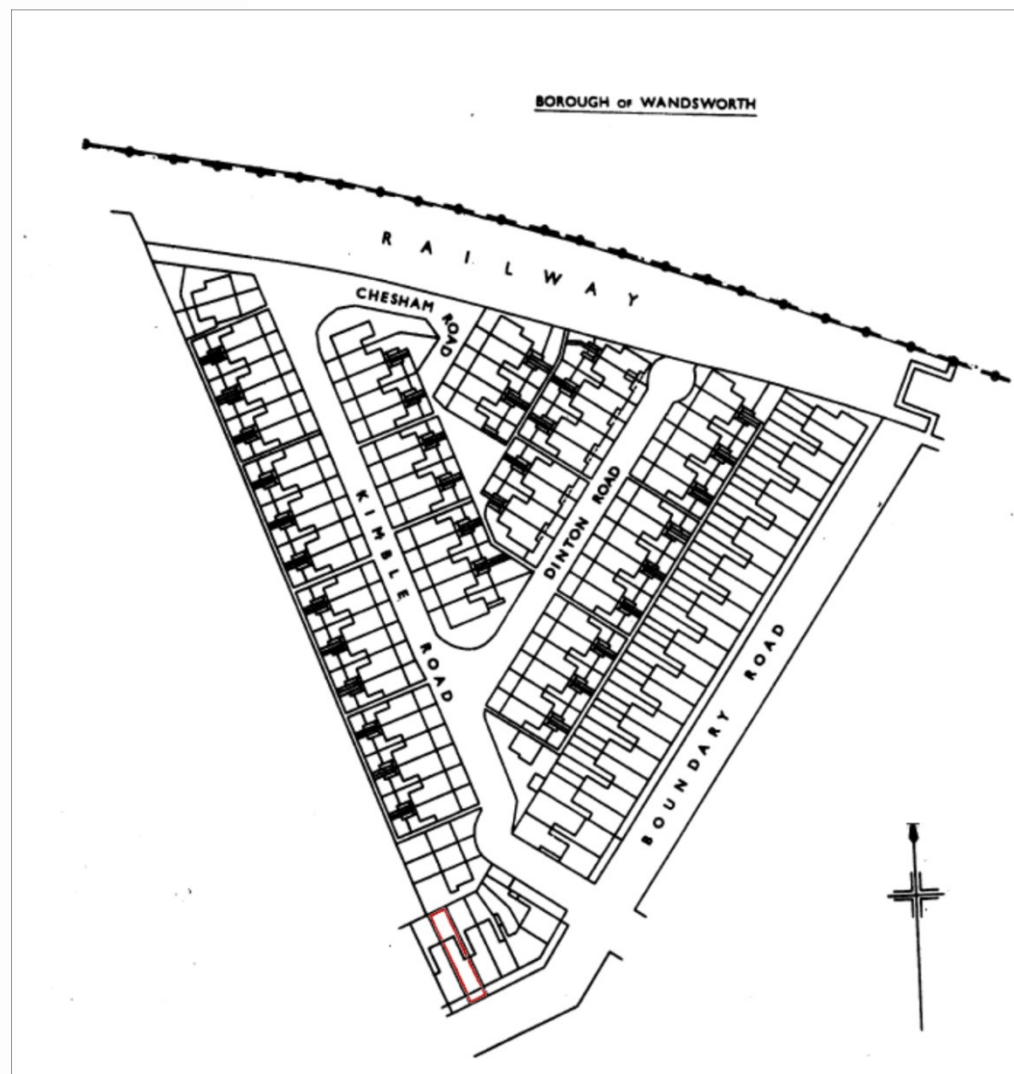 BOROUGH OF WANDSWORTH
RAILWAY
CHESHAM ROAD
KIMBLE ROAD
DINTON ROAD
BOUNDARY ROAD